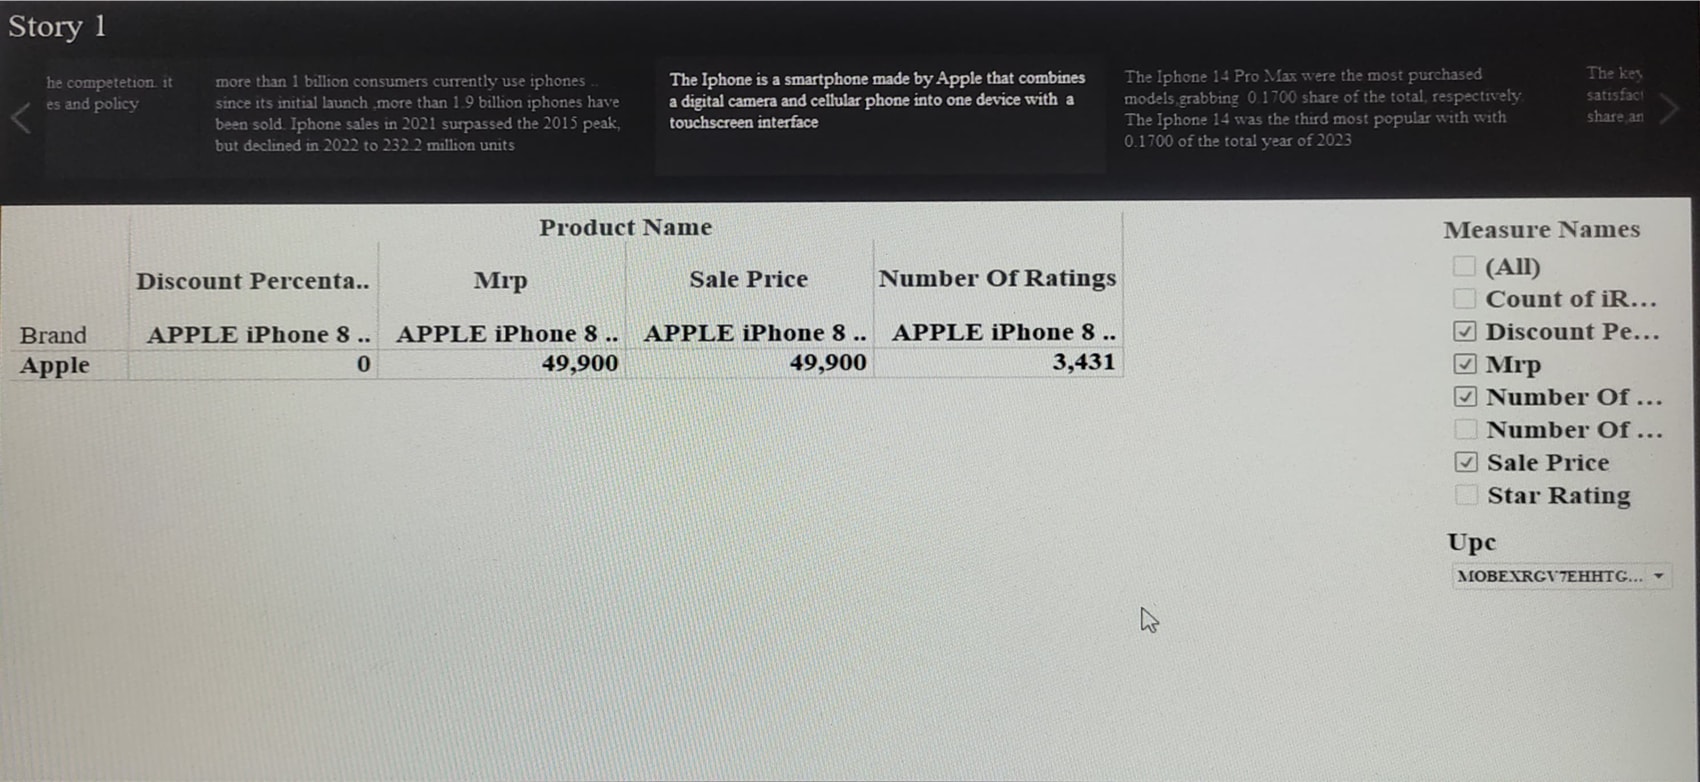 Story 1
he competetion. it
es and policy
more than 1 billion consumers currently use iphones ..
since its initial launch ,more than 1.9 billion iphones have
been sold. Iphone sales in 2021 surpassed the 2015 peak,
but declined in 2022 to 232.2 million units
The Iphone is a smartphone made by Apple that combines
a digital camera and cellular phone into one device with a
touchscreen interface
The Iphone 14 Pro Max were the most purchased
models,grabbing 0.1700 share of the total, respectively.
The Iphone 14 was the third most popular with with
0.1700 of the total year of 2023
The key
satisfact
share,an
Product Name
Discount Percenta.. Mrp Sale Price Number Of Ratings
Brand APPLE iPhone 8 .. APPLE iPhone 8 .. APPLE iPhone 8 .. APPLE iPhone 8 ..
Apple 0 49,900 49,900 3,431
Measure Names
(All)
Count of iR...
Discount Pe...
Mrp
Number Of ...
Number Of ...
Sale Price
Star Rating
Upc
MOBEXRGV7EHHTG...